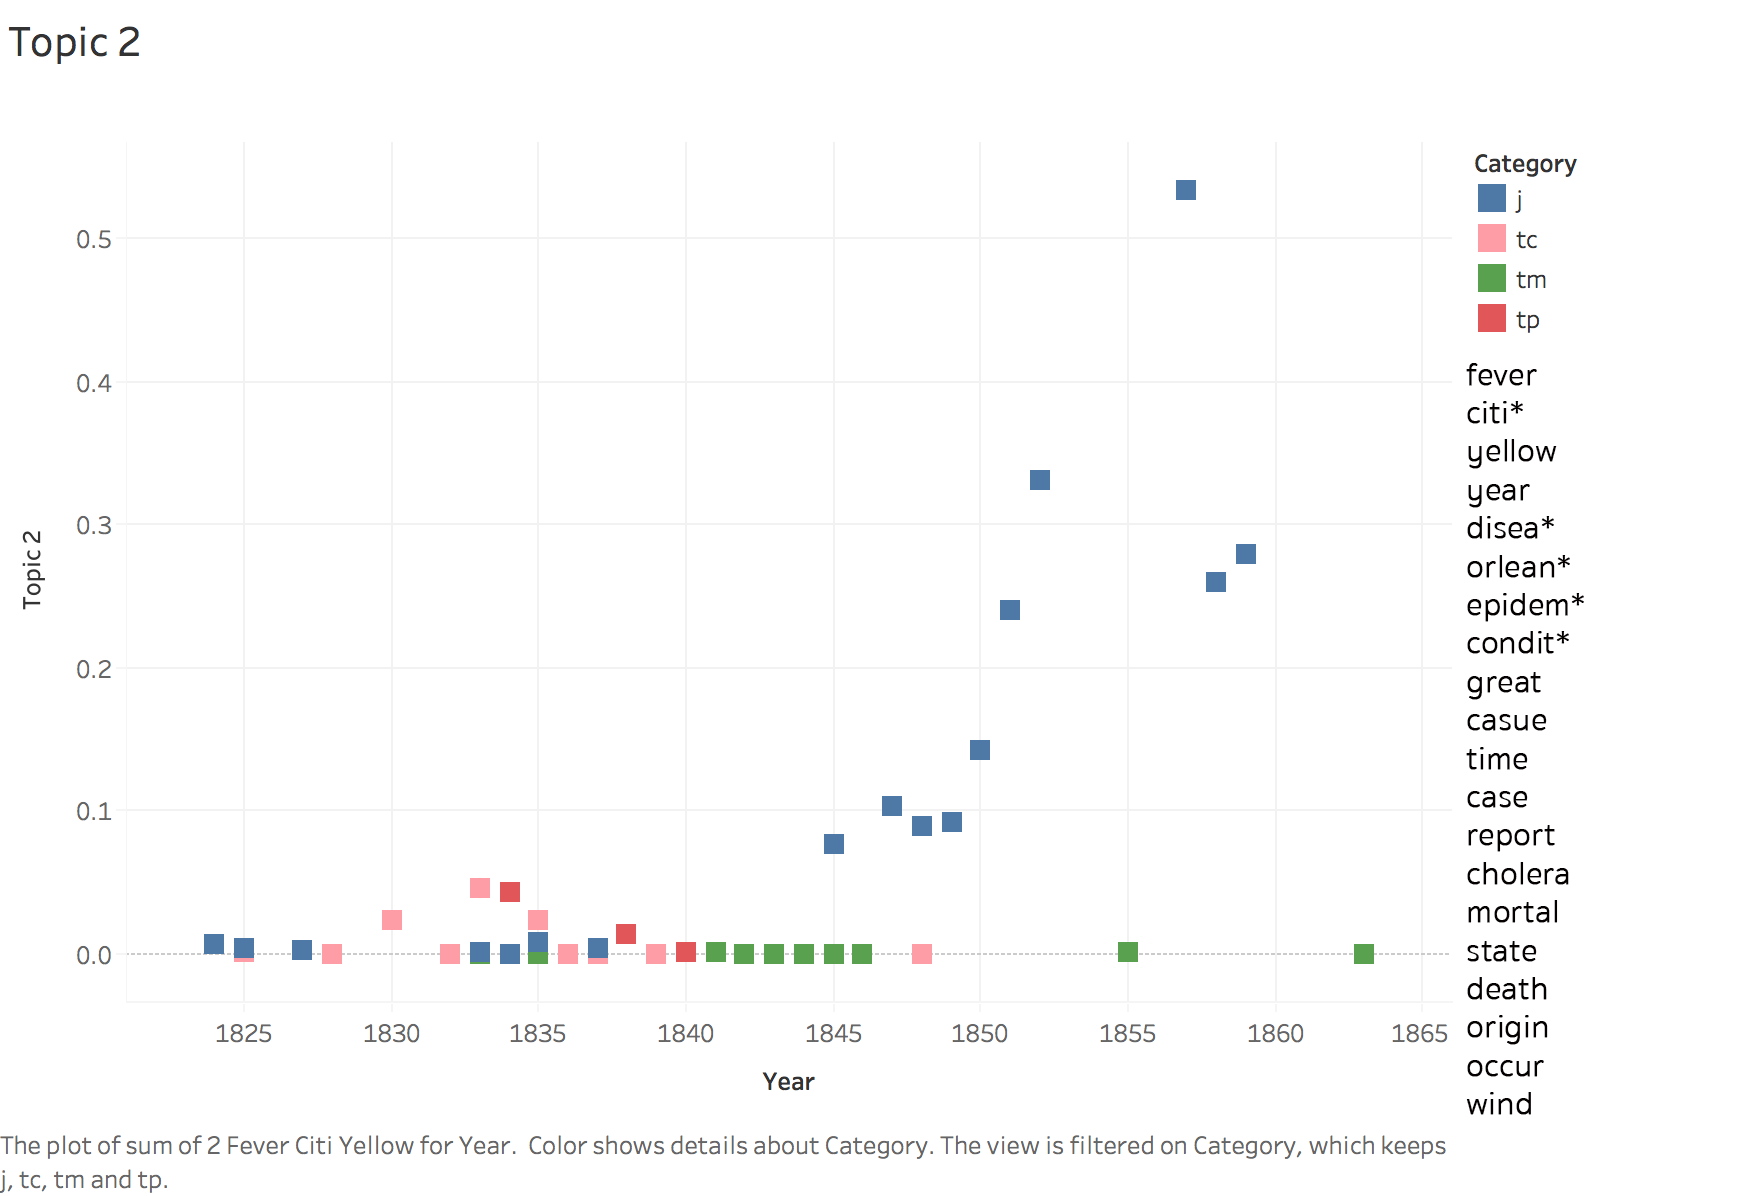 Topic 2
Category
j
tc
tm
tp
fever
citi*
yellow
year
disea*
orlean*
epidem*
condit*
great
casue
time
case
report
cholera
mortal
state
death
origin
occur
wind
0.5
0.4
0.3
0.2
0.1
0.0
Topic 2
1825 1830 1835 1840 1845 1850 1855 1860 1865
Year
The plot of sum of 2 Fever Citi Yellow for Year.  Color shows details about Category. The view is filtered on Category, which keeps
j, tc, tm and tp.